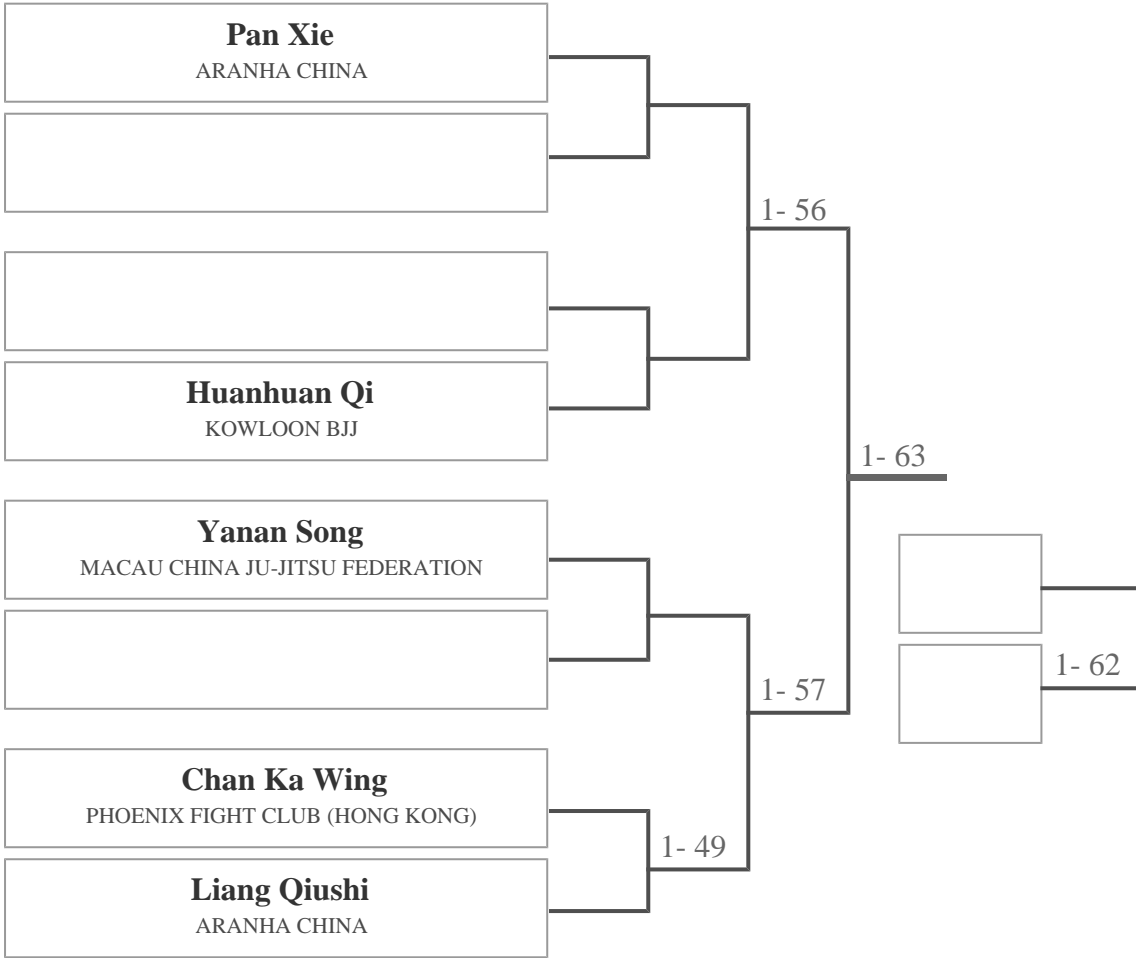 Pan Xie
ARANHA CHINA
1- 56
Huanhuan Qi
KOWLOON BJJ
1- 63
Yanan Song
MACAU CHINA JU-JITSU FEDERATION
1- 62
1- 57
Chan Ka Wing
PHOENIX FIGHT CLUB (HONG KONG)
1- 49
Liang Qiushi
ARANHA CHINA